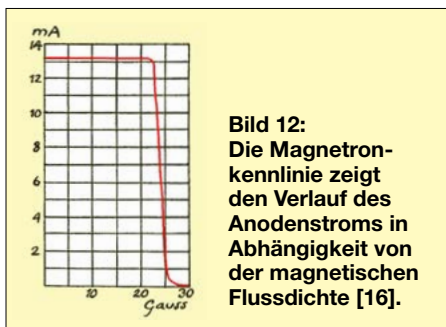 mA
14
12
10
8
6
4
2
10 20 30
Gauss
Bild 12:
Die Magnetron-
kennlinie zeigt
den Verlauf des
Anodenstroms in
Abhängigkeit von
der magnetischen
Flussdichte [16].